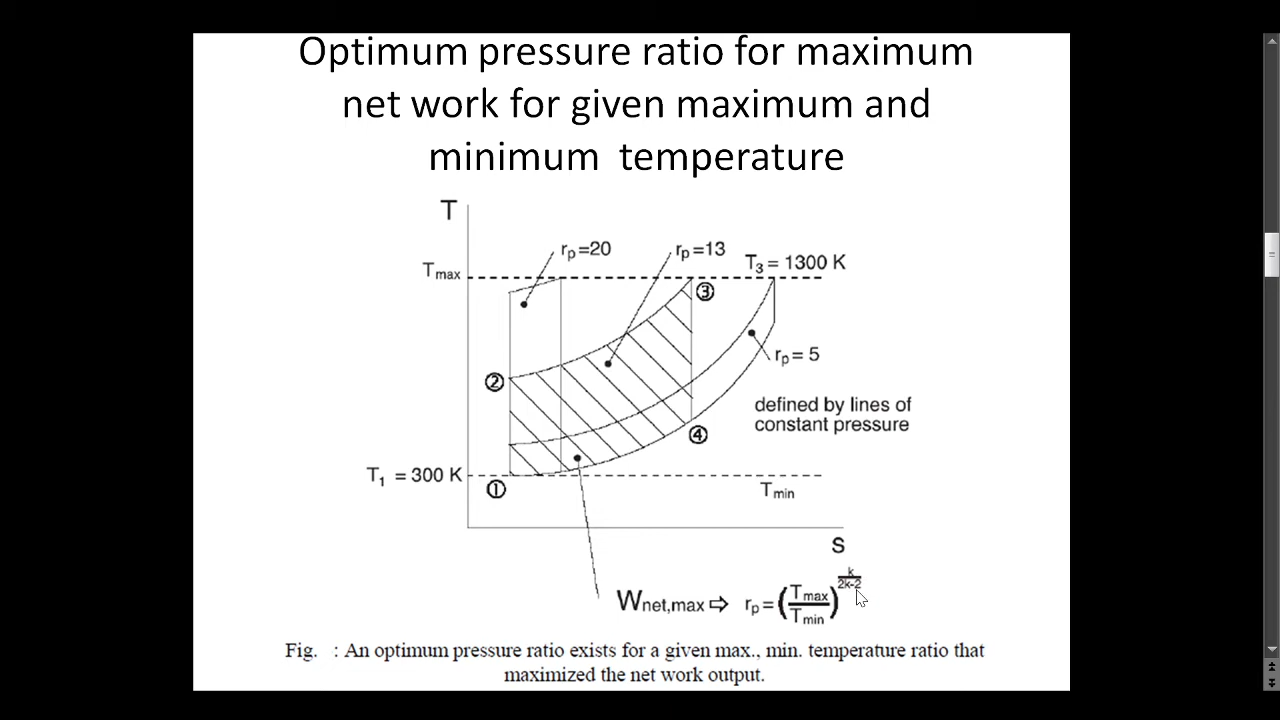 Optimum pressure ratio for maximum
net work for given maximum and
minimum temperature
T
rp =20
rp =13
T3 = 1300 K
Tmax
③
rp = 5
②
defined by lines of
constant pressure
④
T1 = 300 K
①
Tmin
S
Wnet,max ⇨ rp = (Tmax/Tmin)^(k/(2k-2))
Fig. : An optimum pressure ratio exists for a given max., min. temperature ratio that
maximized the net work output.